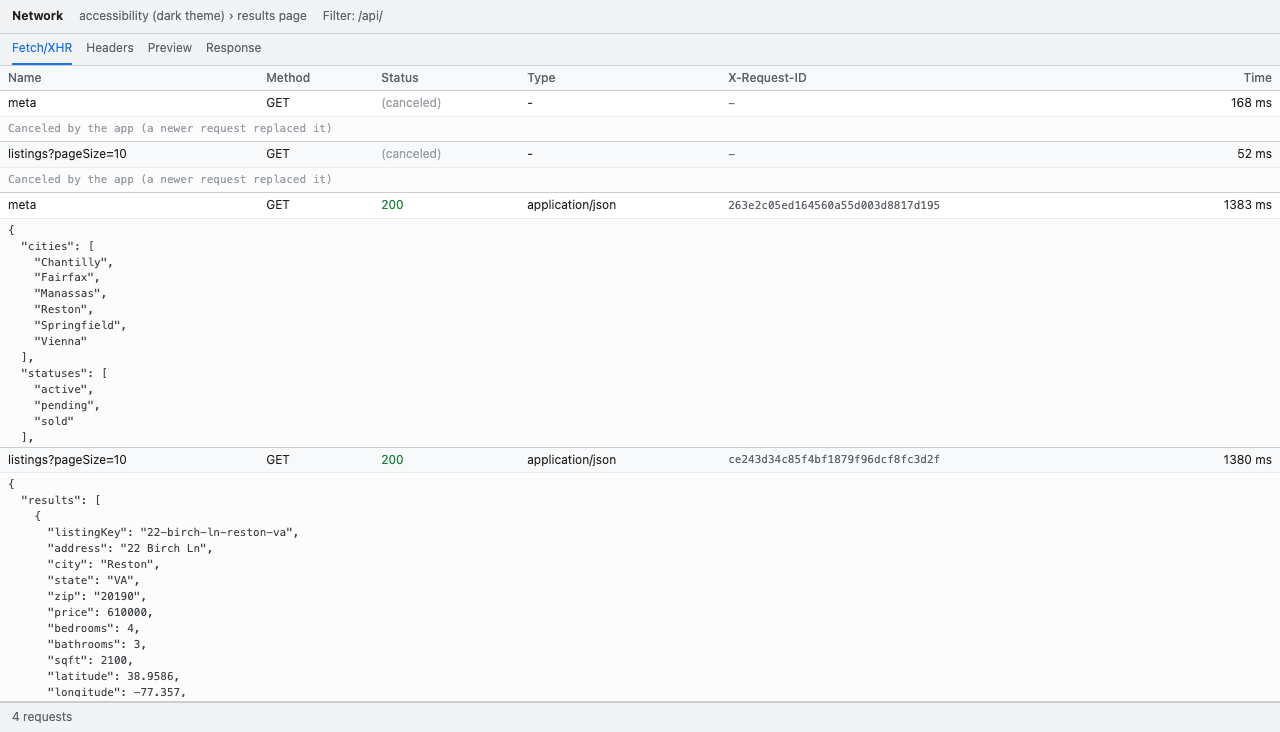 Network accessibility (dark theme) › results page Filter: /api/
Fetch/XHR Headers Preview Response
Name Method Status Type X-Request-ID Time
meta GET (canceled) - – 168 ms
Canceled by the app (a newer request replaced it)
listings?pageSize=10 GET (canceled) - – 52 ms
Canceled by the app (a newer request replaced it)
meta GET 200 application/json 263e2c05ed164560a55d003d8817d195 1383 ms
{
"cities": [
"Chantilly",
"Fairfax",
"Manassas",
"Reston",
"Springfield",
"Vienna"
],
"statuses": [
"active",
"pending",
"sold"
],
listings?pageSize=10 GET 200 application/json ce243d34c85f4bf1879f96dcf8fc3d2f 1380 ms
{
"results": [
{
"listingKey": "22-birch-ln-reston-va",
"address": "22 Birch Ln",
"city": "Reston",
"state": "VA",
"zip": "20190",
"price": 610000,
"bedrooms": 4,
"bathrooms": 3,
"sqft": 2100,
"latitude": 38.9586,
"longitude": -77.357,
4 requests